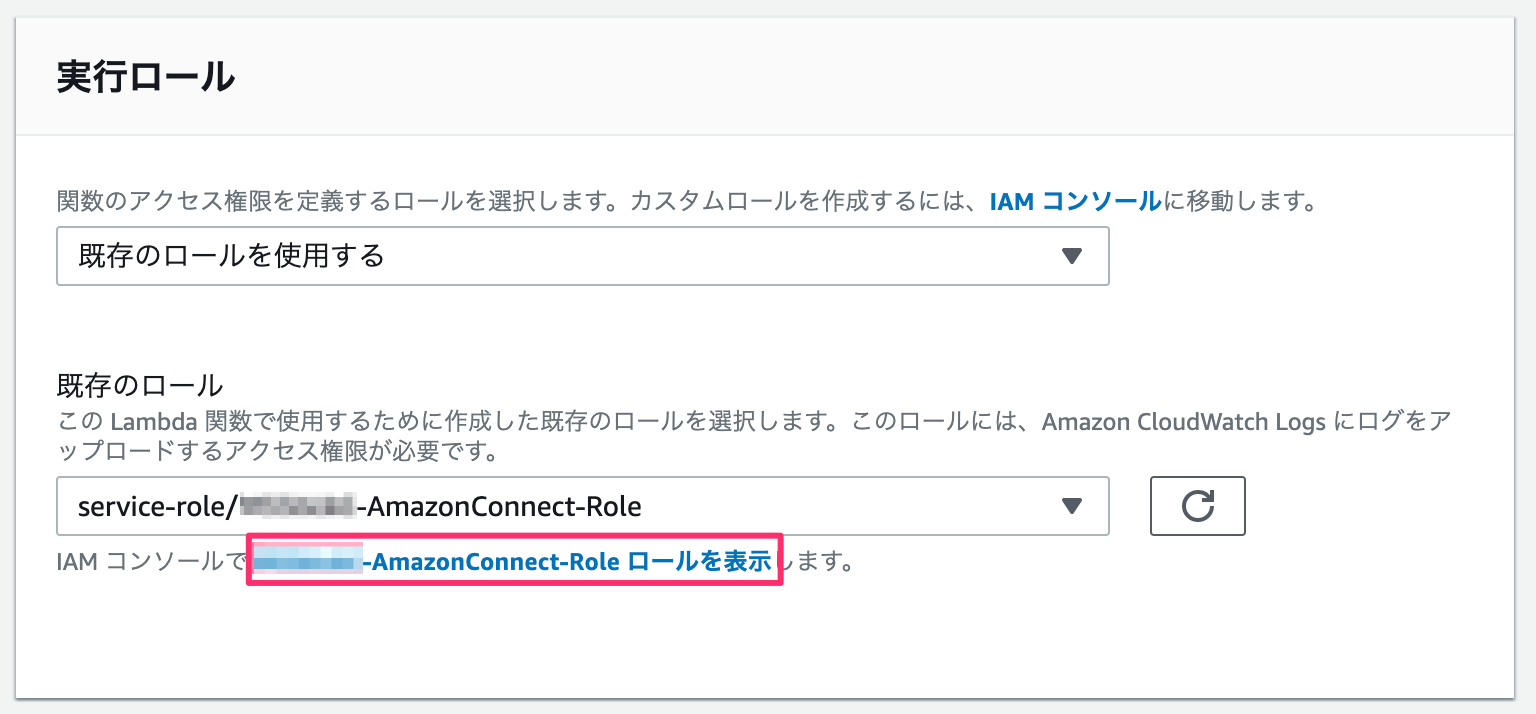 実行ロール
関数のアクセス権限を定義するロールを選択します。カスタムロールを作成するには、IAM コンソールに移動します。
既存のロールを使用する
既存のロール
この Lambda 関数で使用するために作成した既存のロールを選択します。このロールには、Amazon CloudWatch Logs にログをア
ップロードするアクセス権限が必要です。
service-role/ -AmazonConnect-Role
IAM コンソールで -AmazonConnect-Role ロールを表示します。